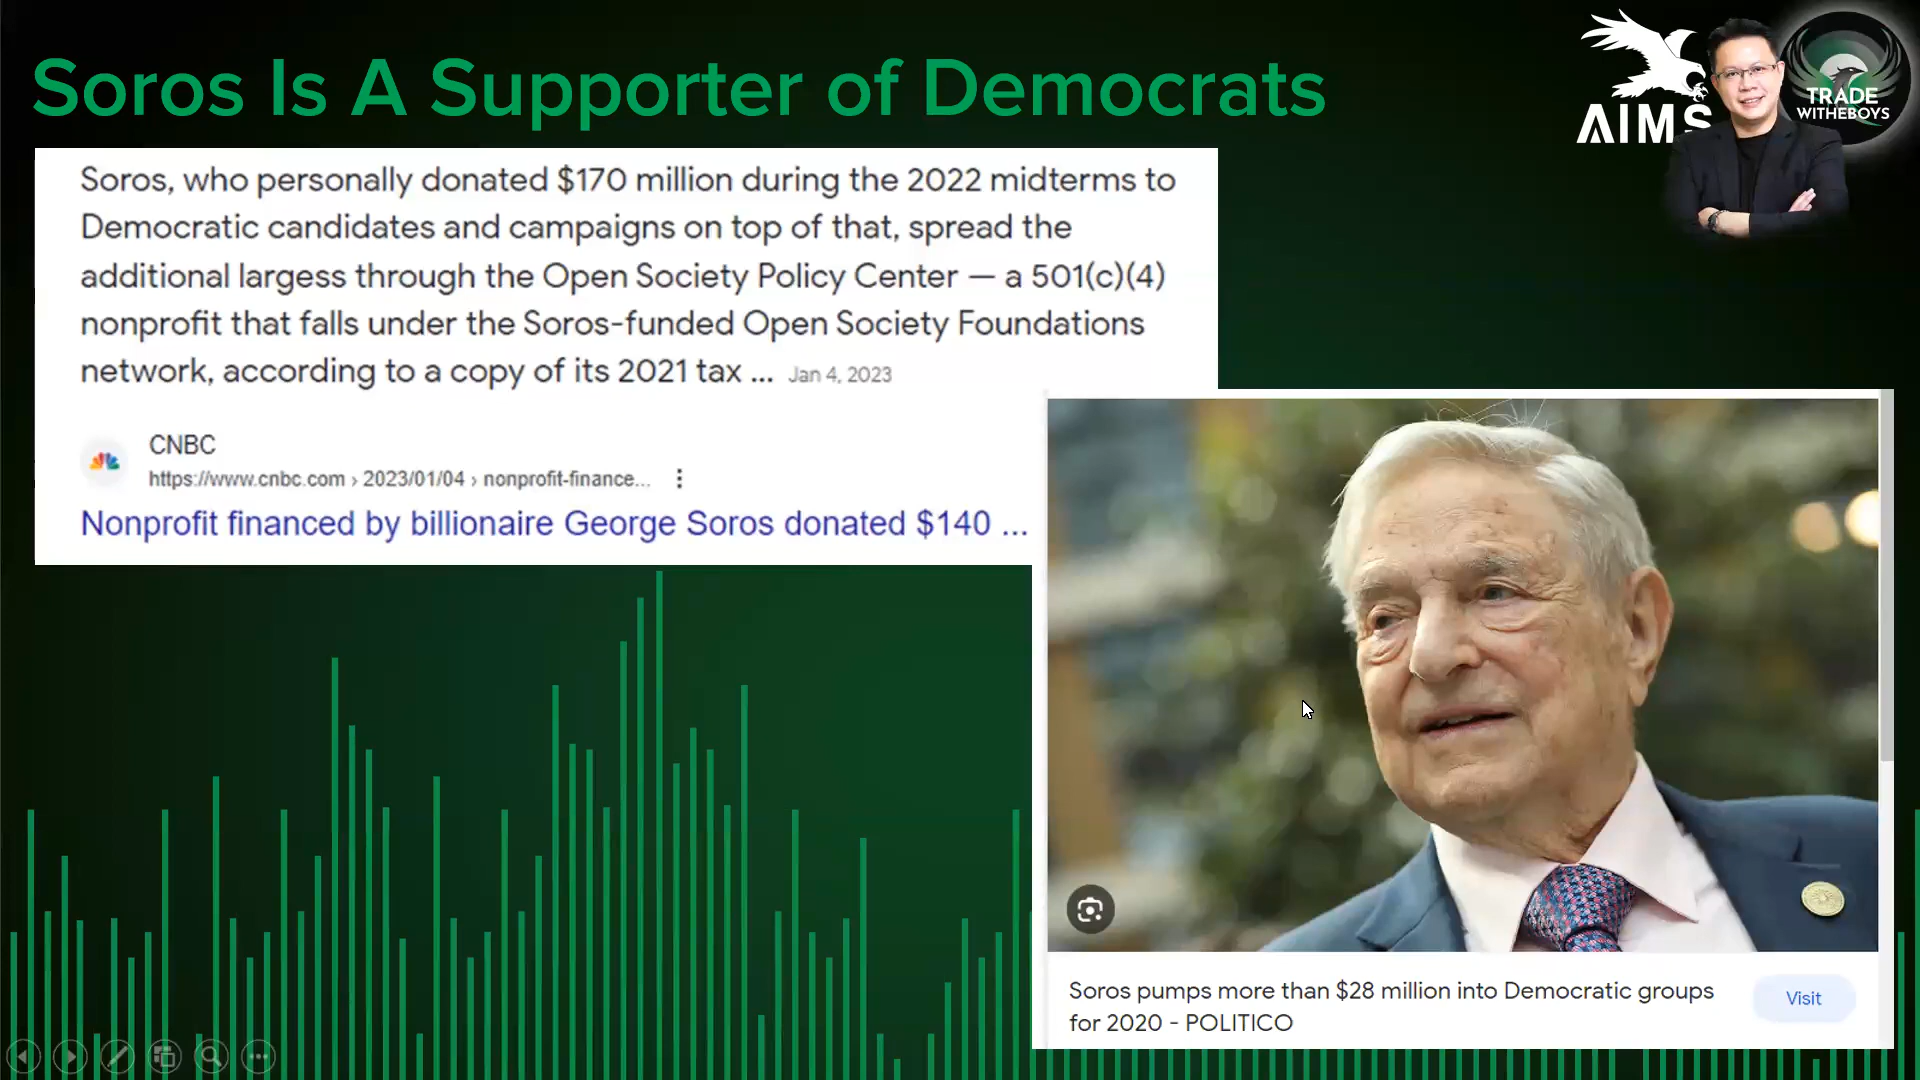 Soros Is A Supporter of Democrats
AIMS
TRADE
WITHEBOYS
Soros, who personally donated $170 million during the 2022 midterms to
Democratic candidates and campaigns on top of that, spread the
additional largess through the Open Society Policy Center — a 501(c)(4)
nonprofit that falls under the Soros-funded Open Society Foundations
network, according to a copy of its 2021 tax ... Jan 4, 2023
CNBC
https://www.cnbc.com › 2023/01/04 › nonprofit-finance...
Nonprofit financed by billionaire George Soros donated $140 ...
Soros pumps more than $28 million into Democratic groups
for 2020 - POLITICO
Visit